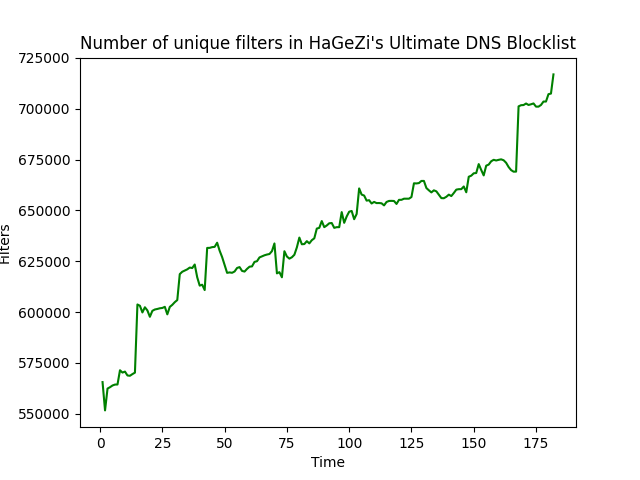 Number of unique filters in HaGeZi's Ultimate DNS Blocklist
725000
700000
675000
650000
625000
600000
575000
550000
Filters
0 25 50 75 100 125 150 175
Time